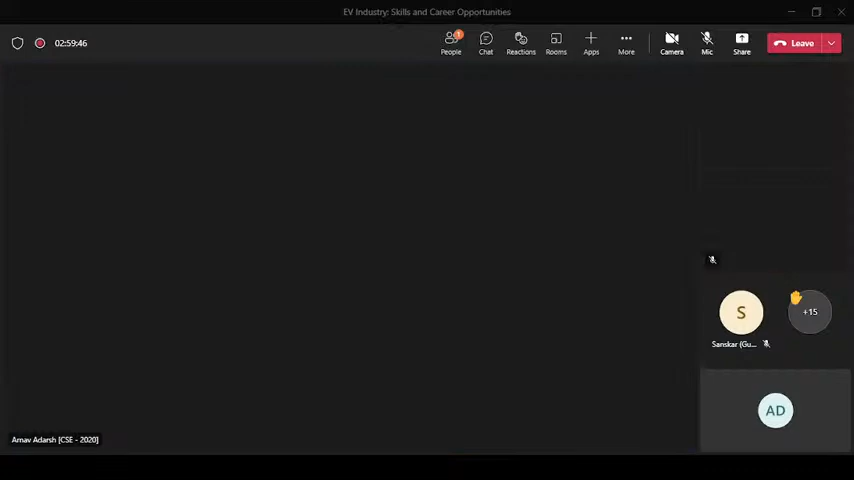 EV Industry: Skills and Career Opportunities
02:59:46
1
People
Chat
Reactions
Rooms
Apps
More
Camera
Mic
Share
Leave
S
+15
Sanskar (Gu...
AD
Arnav Adarsh [CSE - 2020]